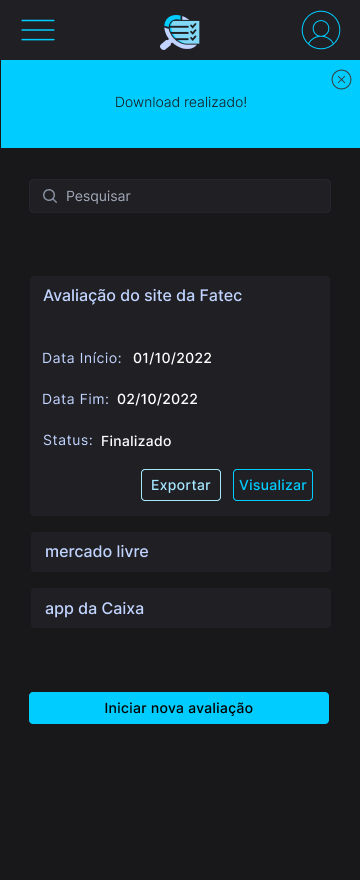 Download realizado!
Pesquisar
Avaliação do site da Fatec
Data Início: 01/10/2022
Data Fim: 02/10/2022
Status: Finalizado
Exportar Visualizar
mercado livre
app da Caixa
Iniciar nova avaliação